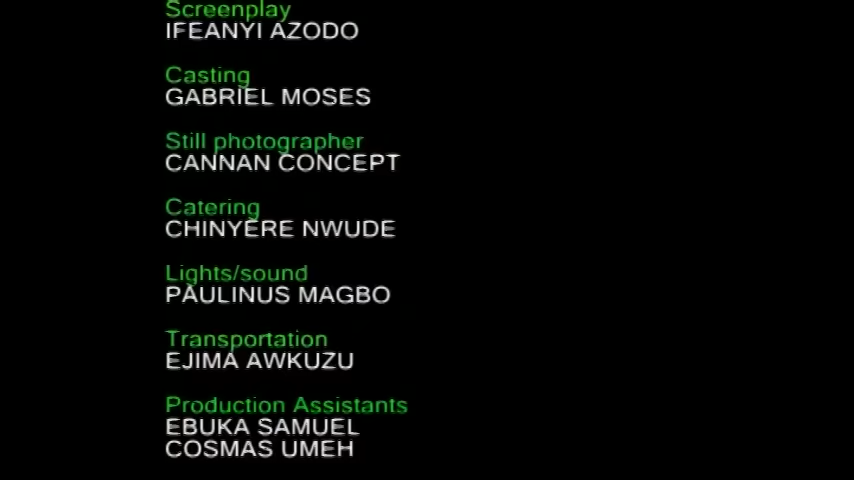 Screenplay
IFEANYI AZODO
Casting
GABRIEL MOSES
Still photographer
CANNAN CONCEPT
Catering
CHINYERE NWUDE
Lights/sound
PAULINUS MAGBO
Transportation
EJIMA AWKUZU
Production Assistants
EBUKA SAMUEL
COSMAS UMEH